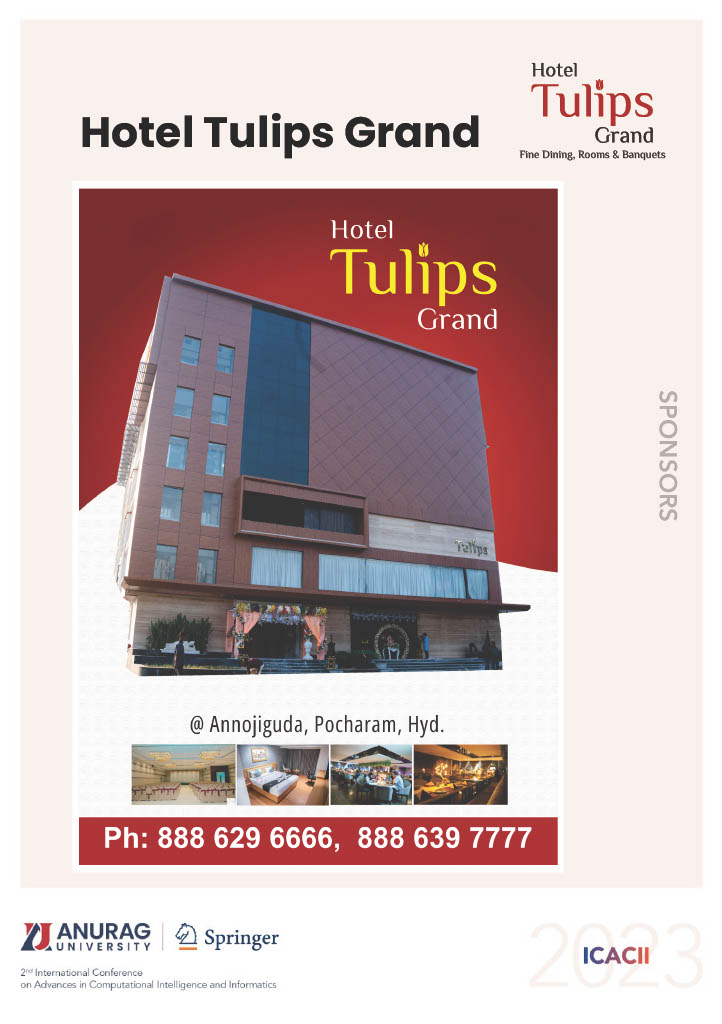 Hotel Tulips Grand
Hotel
Tulips
Grand
Fine Dining, Rooms & Banquets
Hotel
Tulips
Grand
Tulips
@ Annojiguda, Pocharam, Hyd.
Ph: 888 629 6666, 888 639 7777
SPONSORS
ANURAG
UNIVERSITY
Springer
2nd International Conference
on Advances in Computational Intelligence and Informatics
2023
ICACII